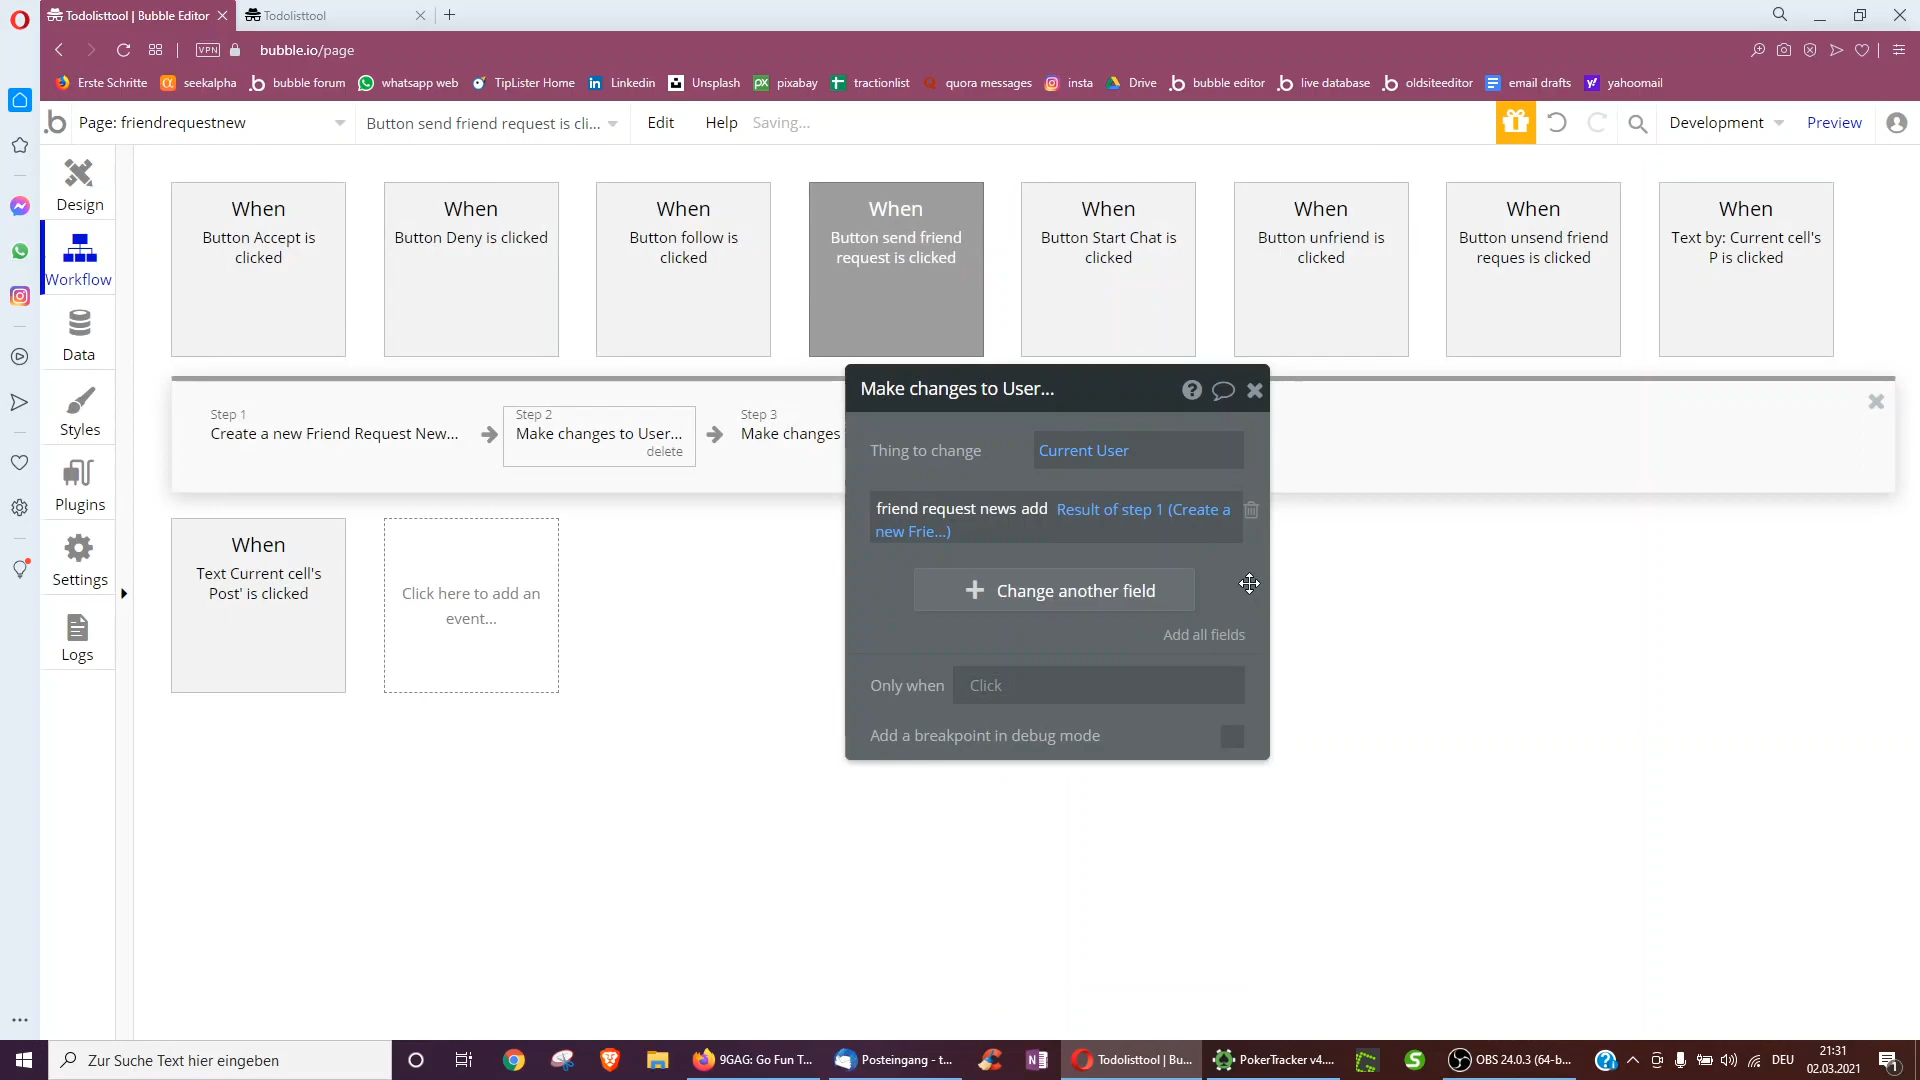 Todolisttool | Bubble Editor
Todolisttool
VPN
bubble.io/page
Erste Schritte
seekalpha
bubble forum
whatsapp web
TipLister Home
Linkedin
Unsplash
pixabay
tractionlist
quora messages
insta
Drive
bubble editor
live database
oldsiteeditor
email drafts
yahoomail
Page: friendrequestnew
Button send friend request is cli...
Edit
Help
Saving...
Development
Preview
Design
Workflow
Data
Styles
Plugins
Settings
Logs
When
Button Accept is
clicked
When
Button Deny is clicked
When
Button follow is
clicked
When
Button send friend
request is clicked
When
Button Start Chat is
clicked
When
Button unfriend is
clicked
When
Button unsend friend
reques is clicked
When
Text by: Current cell's
P is clicked
Step 1
Create a new Friend Request New...
Step 2
Make changes to User...
delete
Step 3
Make changes
When
Text Current cell's
Post' is clicked
Click here to add an
event...
Make changes to User...
Thing to change
Current User
friend request news add Result of step 1 (Create a
new Frie...)
Change another field
Add all fields
Only when
Click
Add a breakpoint in debug mode
Zur Suche Text hier eingeben
9GAG: Go Fun T...
Posteingang - t...
Todolisttool | Bu...
PokerTracker v4....
OBS 24.0.3 (64-b...
DEU
21:31
02.03.2021
1